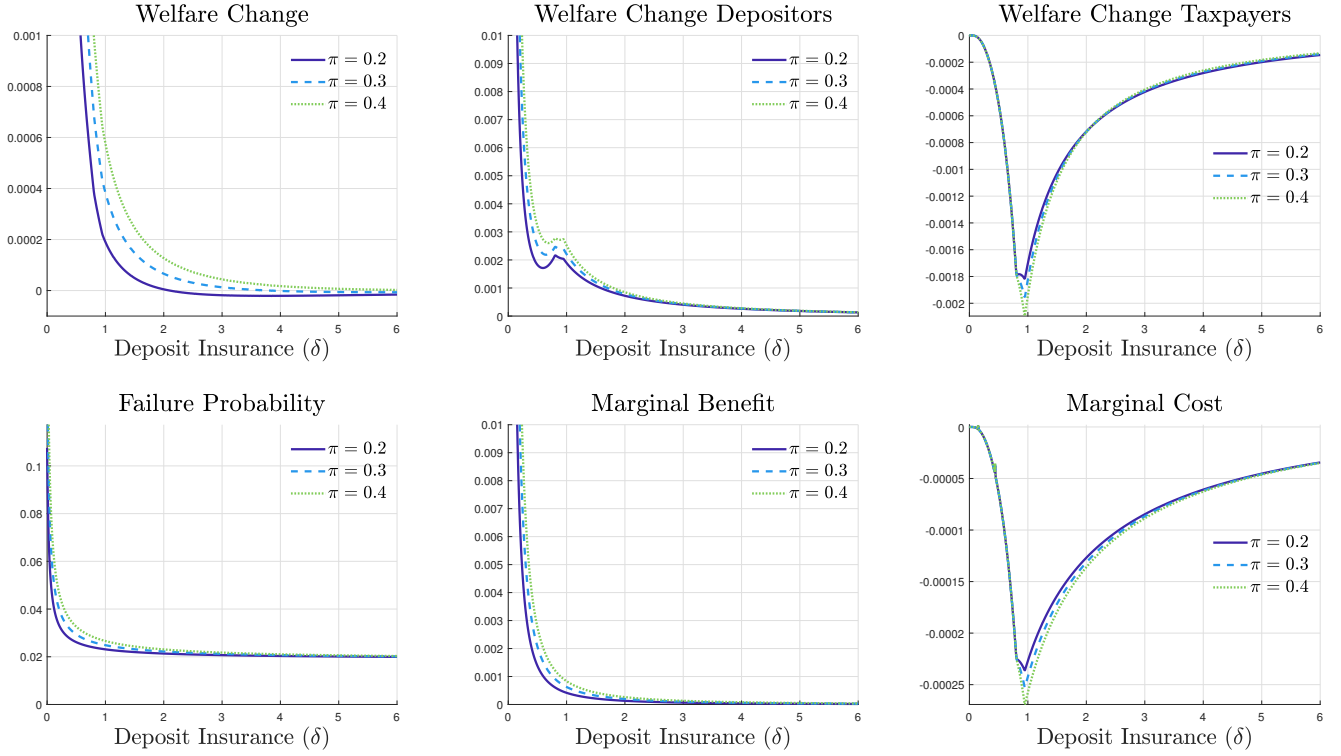 Welfare Change
Welfare Change Depositors
Welfare Change Taxpayers
0.001
0.0008
0.0006
0.0004
0.0002
0
π = 0.2
π = 0.3
π = 0.4
0 1 2 3 4 5 6
Deposit Insurance (δ)
0.01
0.009
0.008
0.007
0.006
0.005
0.004
0.003
0.002
0.001
0
π = 0.2
π = 0.3
π = 0.4
0 1 2 3 4 5 6
Deposit Insurance (δ)
0
-0.0002
-0.0004
-0.0006
-0.0008
-0.001
-0.0012
-0.0014
-0.0016
-0.0018
-0.002
π = 0.2
π = 0.3
π = 0.4
0 1 2 3 4 5 6
Deposit Insurance (δ)
Failure Probability
Marginal Benefit
Marginal Cost
0.1
0.08
0.06
0.04
0.02
0
π = 0.2
π = 0.3
π = 0.4
0 1 2 3 4 5 6
Deposit Insurance (δ)
0.01
0.009
0.008
0.007
0.006
0.005
0.004
0.003
0.002
0.001
0
π = 0.2
π = 0.3
π = 0.4
0 1 2 3 4 5 6
Deposit Insurance (δ)
0
-0.00005
-0.0001
-0.00015
-0.0002
-0.00025
π = 0.2
π = 0.3
π = 0.4
0 1 2 3 4 5 6
Deposit Insurance (δ)